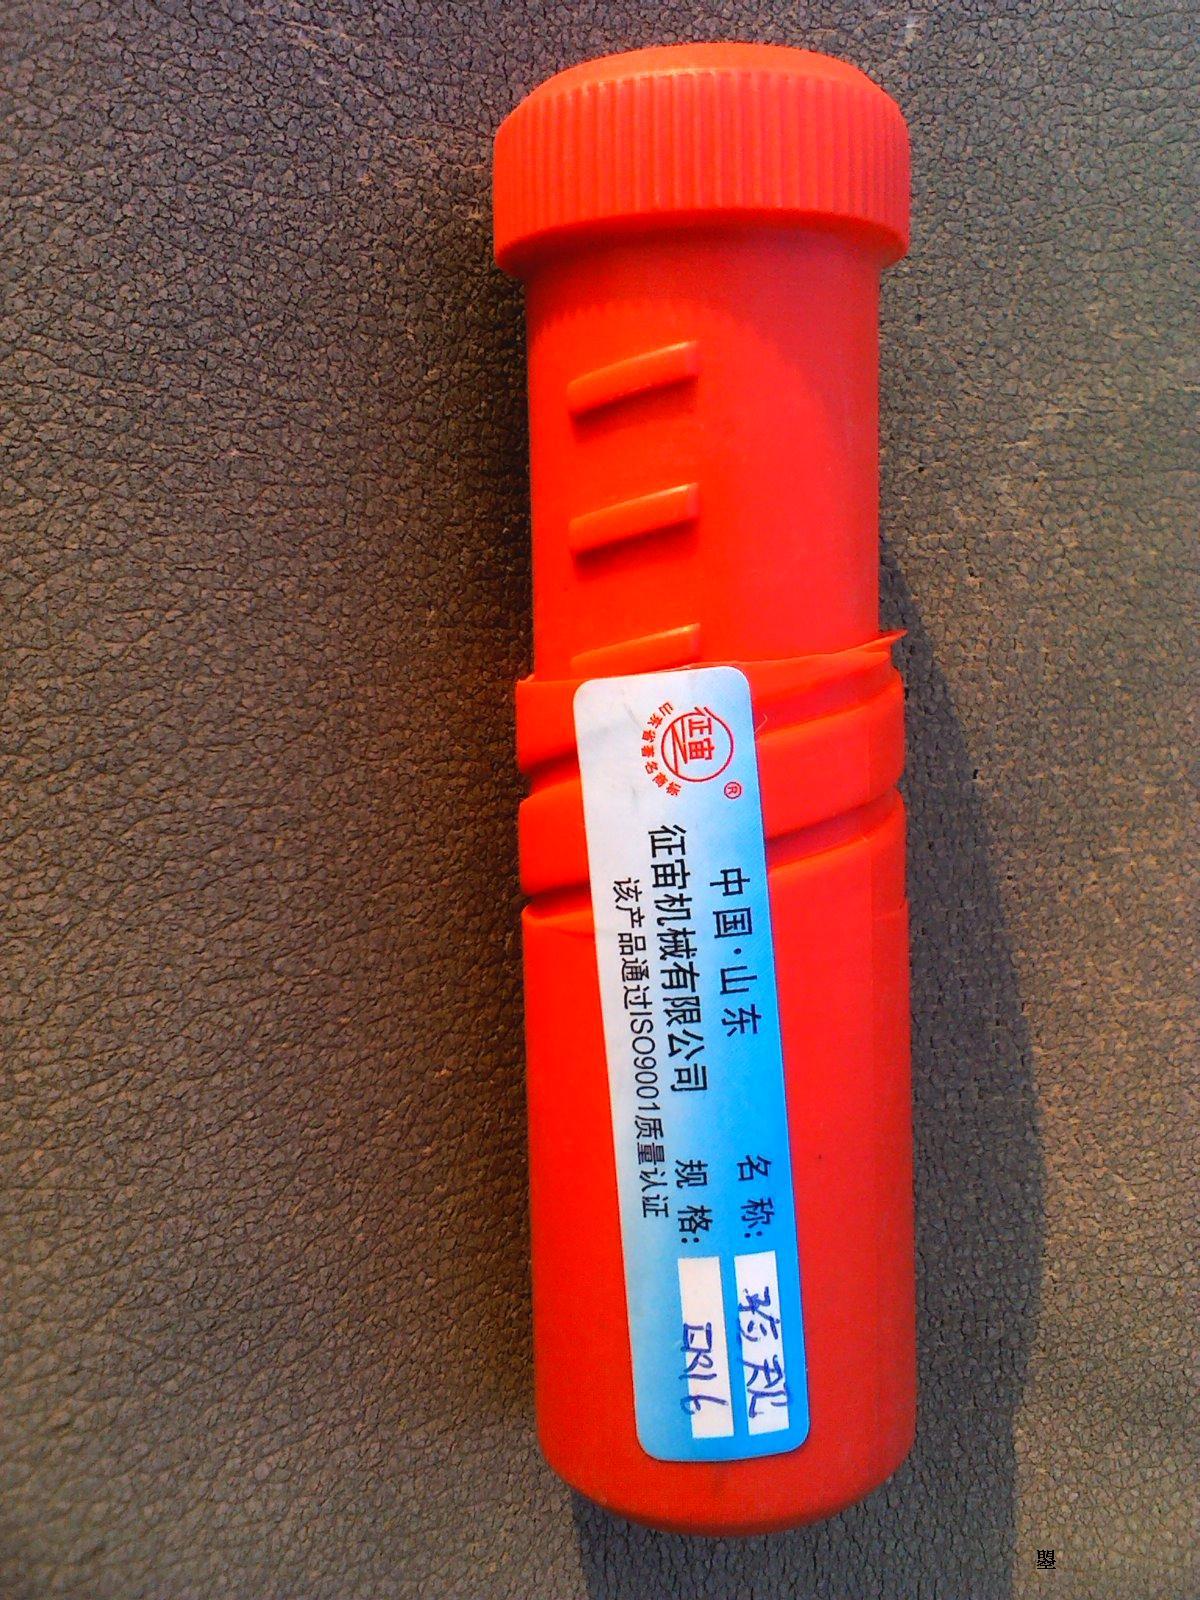 征宙
山东省著名商标
®
中国·山东
征宙机械有限公司
该产品通过ISO9001质量认证
名称:
规格: ER16